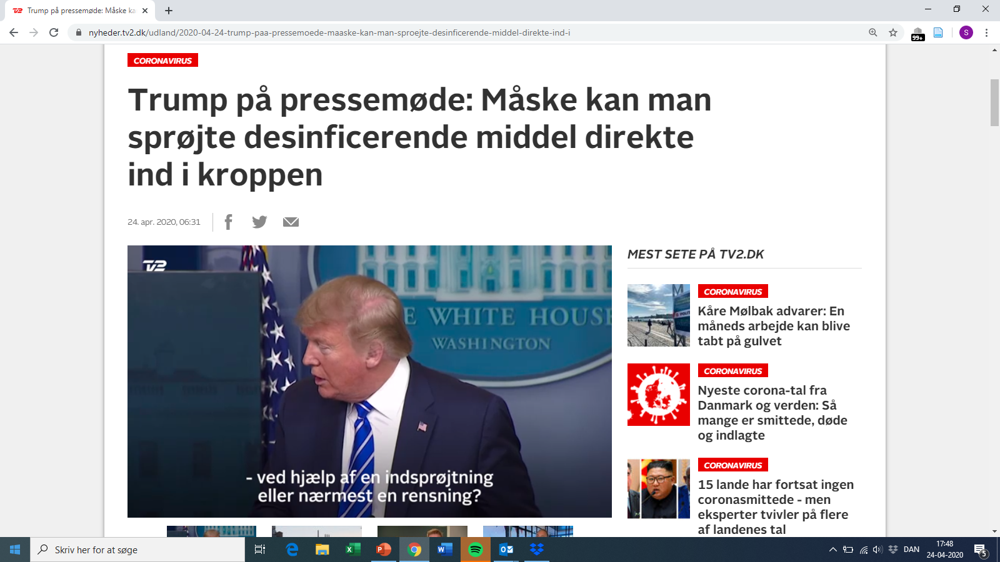 Trump på pressemøde: Måske ka
nyheder.tv2.dk/udland/2020-04-24-trump-paa-pressemoede-maaske-kan-man-sproejte-desinficerende-middel-direkte-ind-i
99+
S
CORONAVIRUS
Trump på pressemøde: Måske kan man
sprøjte desinficerende middel direkte
ind i kroppen
24. apr. 2020, 06:31
TV2
THE WHITE HOUSE
WASHINGTON
- ved hjælp af en indsprøjtning
eller nærmest en rensning?
MEST SETE PÅ TV2.DK
CORONAVIRUS
Kåre Mølbak advarer: En
måneds arbejde kan blive
tabt på gulvet
CORONAVIRUS
Nyeste corona-tal fra
Danmark og verden: Så
mange er smittede, døde
og indlagte
CORONAVIRUS
15 lande har fortsat ingen
coronasmittede - men
eksperter tvivler på flere
af landenes tal
Skriv her for at søge
DAN
17:48
24-04-2020
5